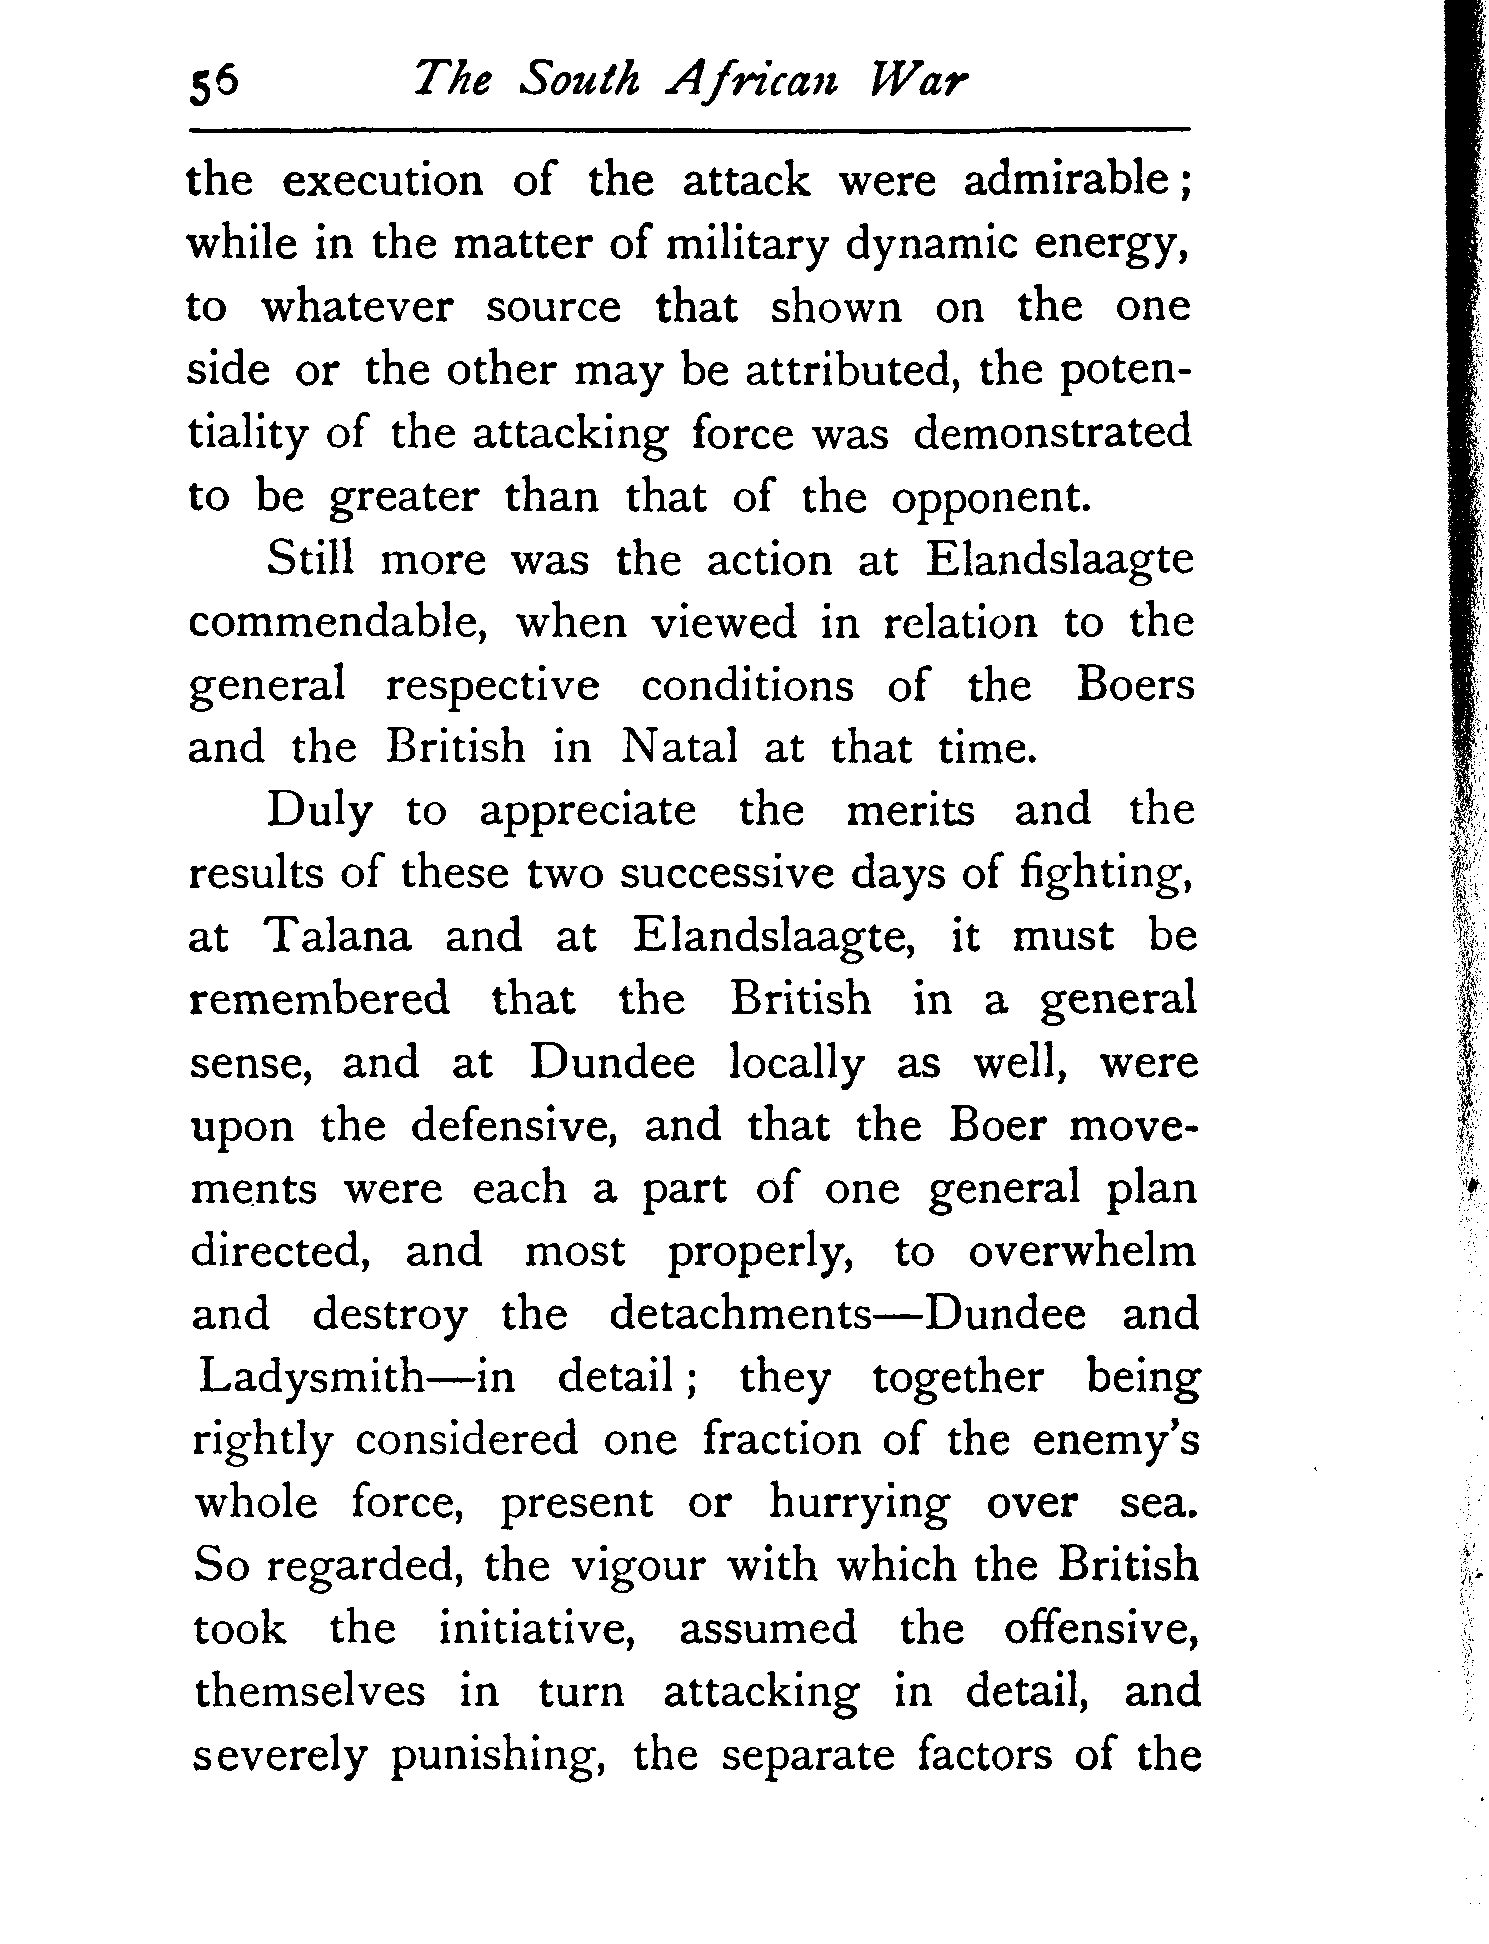 56 The South African War
the execution of the attack were admirable ;
while in the matter of military dynamic energy,
to whatever source that shown on the one
side or the other may be attributed, the poten-
tiality of the attacking force was demonstrated
to be greater than that of the opponent.
Still more was the action at Elandslaagte
commendable, when viewed in relation to the
general respective conditions of the Boers
and the British in Natal at that time.
Duly to appreciate the merits and the
results of these two successive days of fighting,
at Talana and at Elandslaagte, it must be
remembered that the British in a general
sense, and at Dundee locally as well, were
upon the defensive, and that the Boer move-
ments were each a part of one general plan
directed, and most properly, to overwhelm
and destroy the detachments—Dundee and
Ladysmith—in detail ; they together being
rightly considered one fraction of the enemy's
whole force, present or hurrying over sea.
So regarded, the vigour with which the British
took the initiative, assumed the offensive,
themselves in turn attacking in detail, and
severely punishing, the separate factors of the